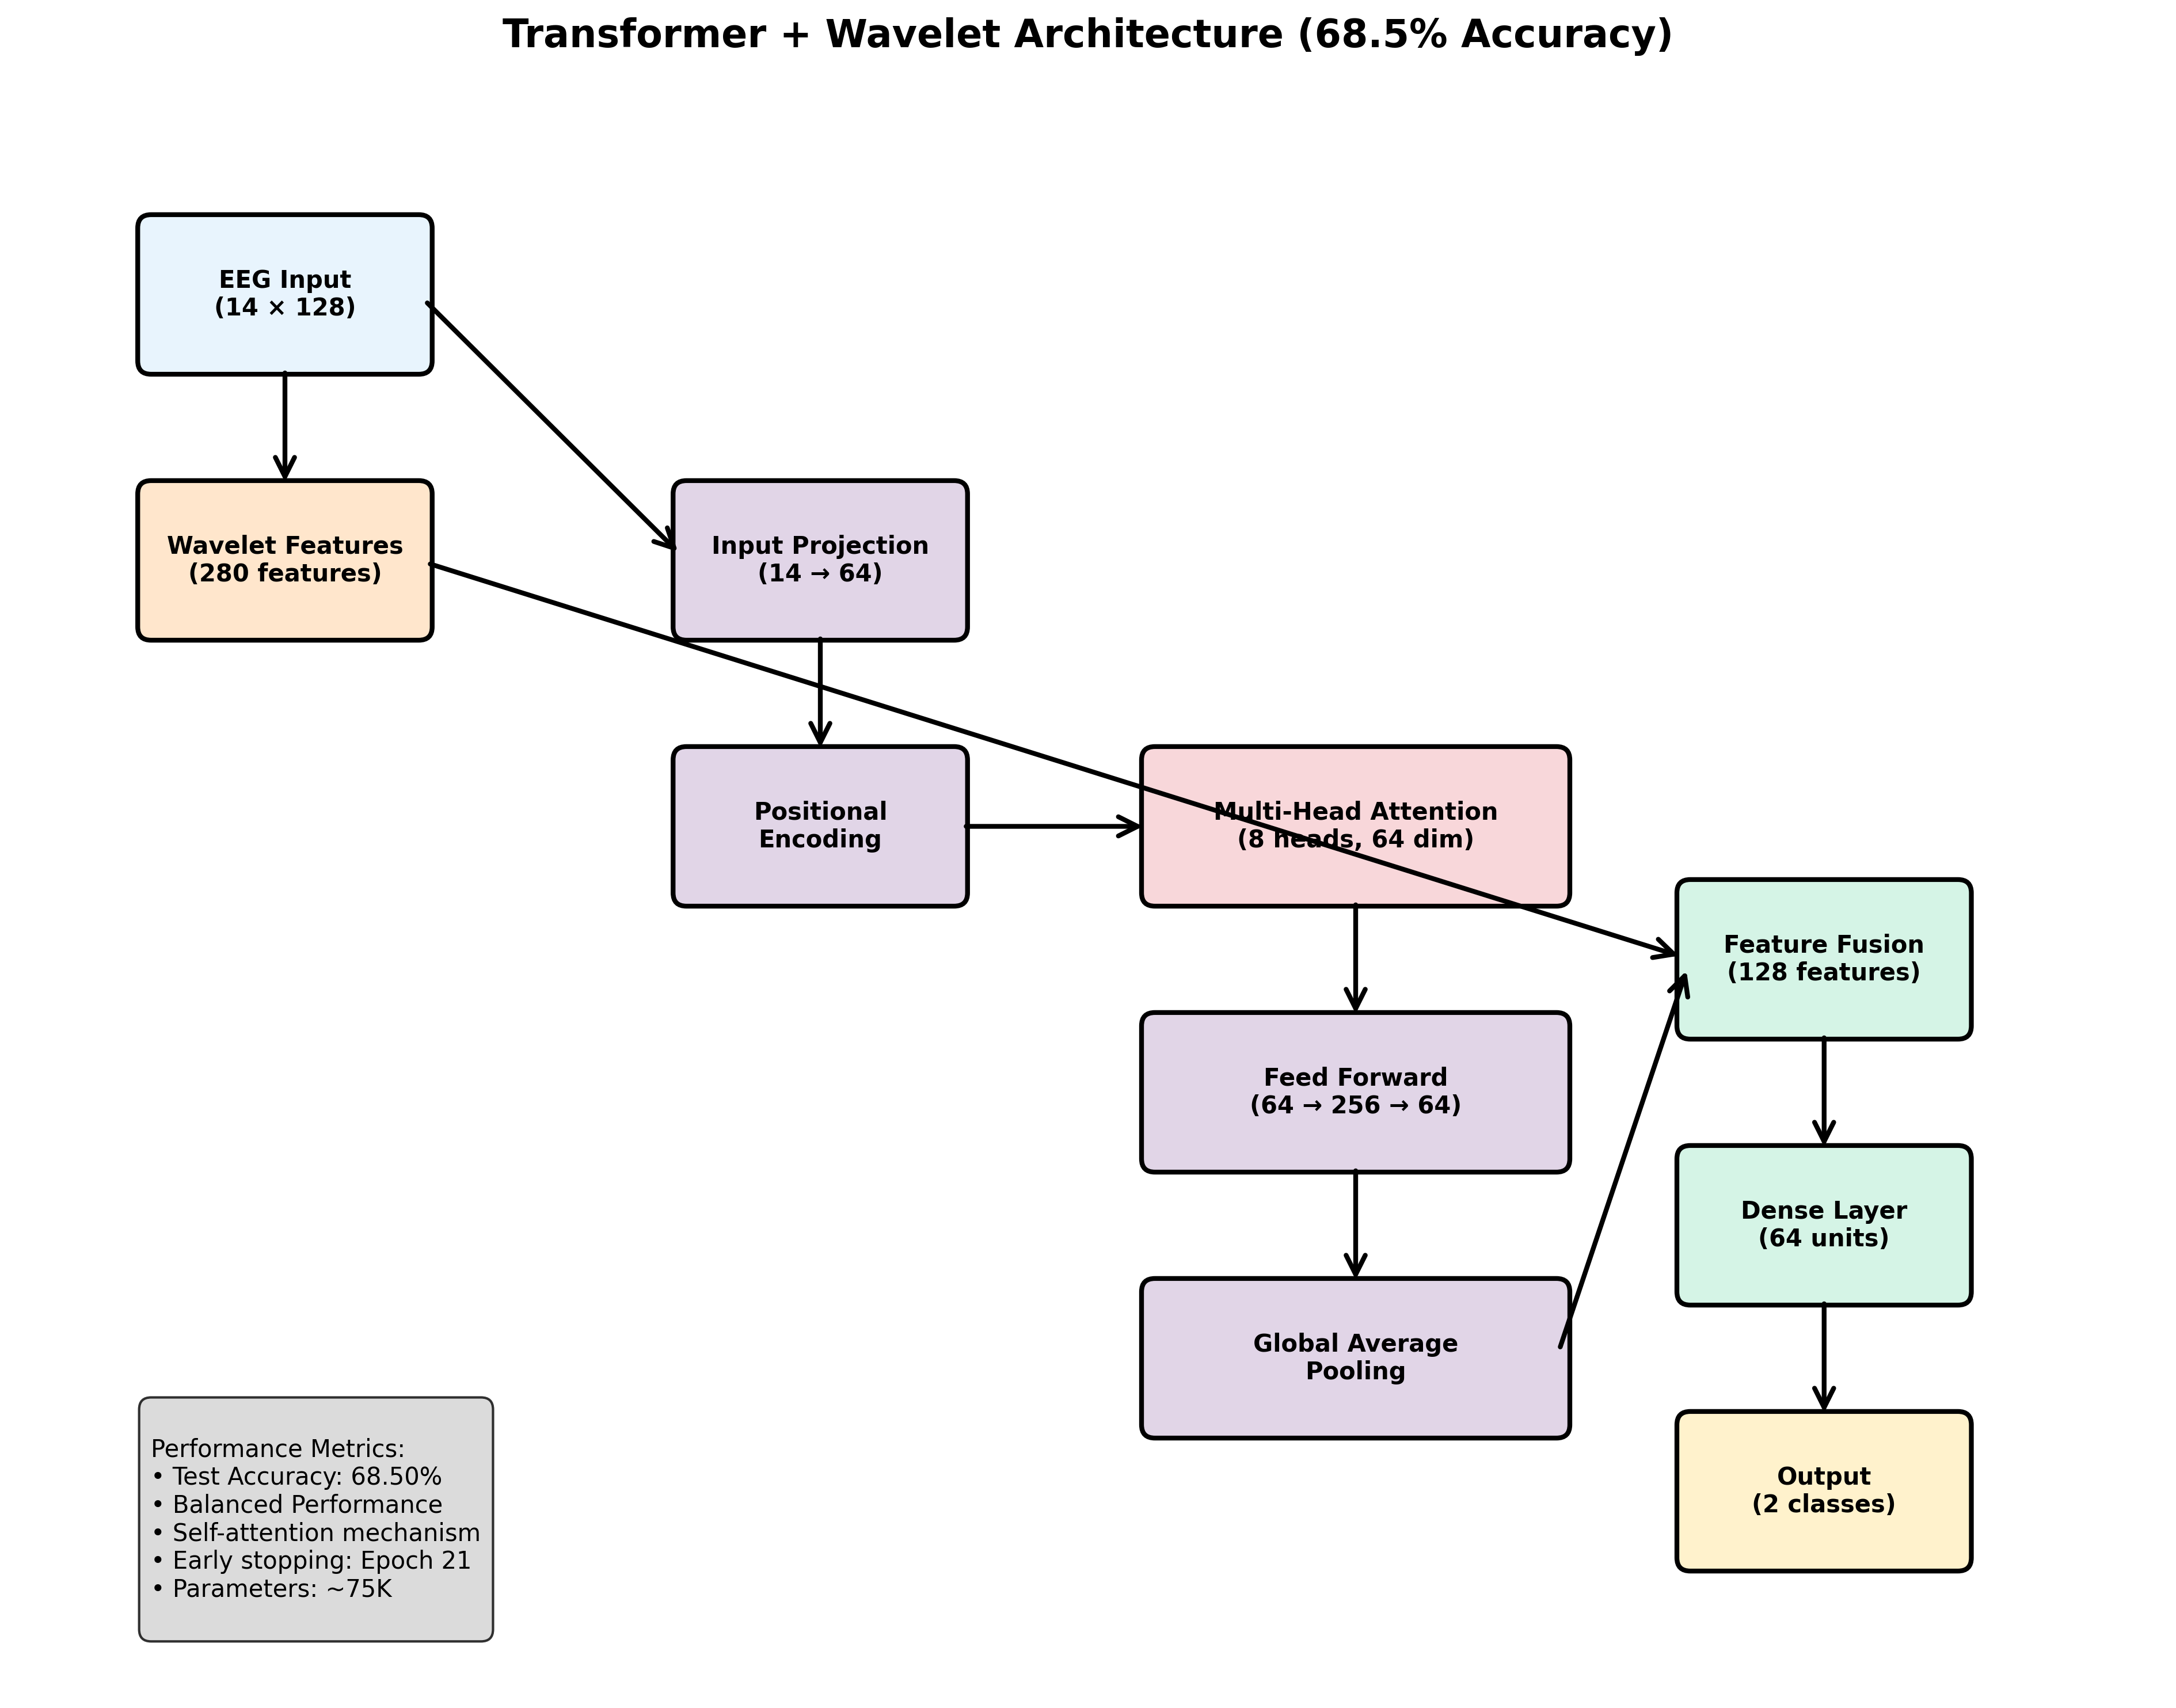 Transformer + Wavelet Architecture (68.5% Accuracy)
EEG Input
(14 × 128)
Wavelet Features
(280 features)
Input Projection
(14 → 64)
Positional
Encoding
Multi-Head Attention
(8 heads, 64 dim)
Feature Fusion
(128 features)
Feed Forward
(64 → 256 → 64)
Dense Layer
(64 units)
Global Average
Pooling
Output
(2 classes)
Performance Metrics:
• Test Accuracy: 68.50%
• Balanced Performance
• Self-attention mechanism
• Early stopping: Epoch 21
• Parameters: ~75K